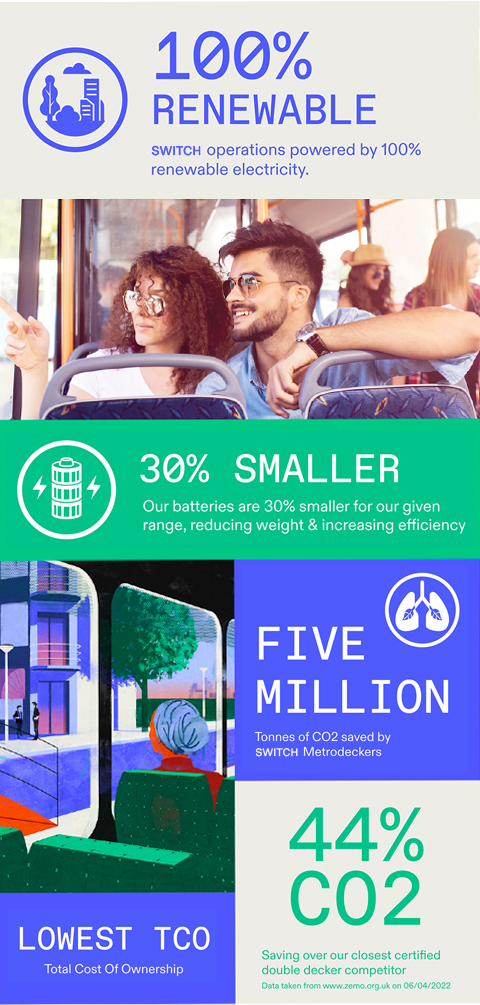 100%
RENEWABLE
SWITCH operations powered by 100%
renewable electricity.
30% SMALLER
Our batteries are 30% smaller for our given
range, reducing weight & increasing efficiency
FIVE
MILLION
Tonnes of CO2 saved by
SWITCH Metrodeckers
44%
CO2
Saving over our closest certified
double decker competitor
Data taken from www.zemo.org.uk on 06/04/2022
LOWEST TCO
Total Cost Of Ownership